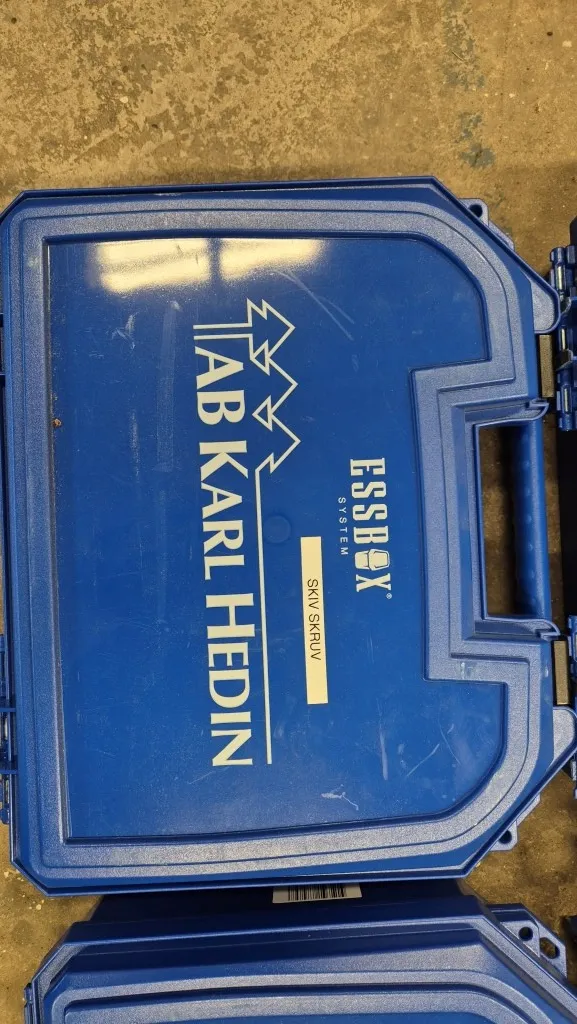 ESSBOX®
SYSTEM
SKIV SKRUV
AB KARL HEDIN